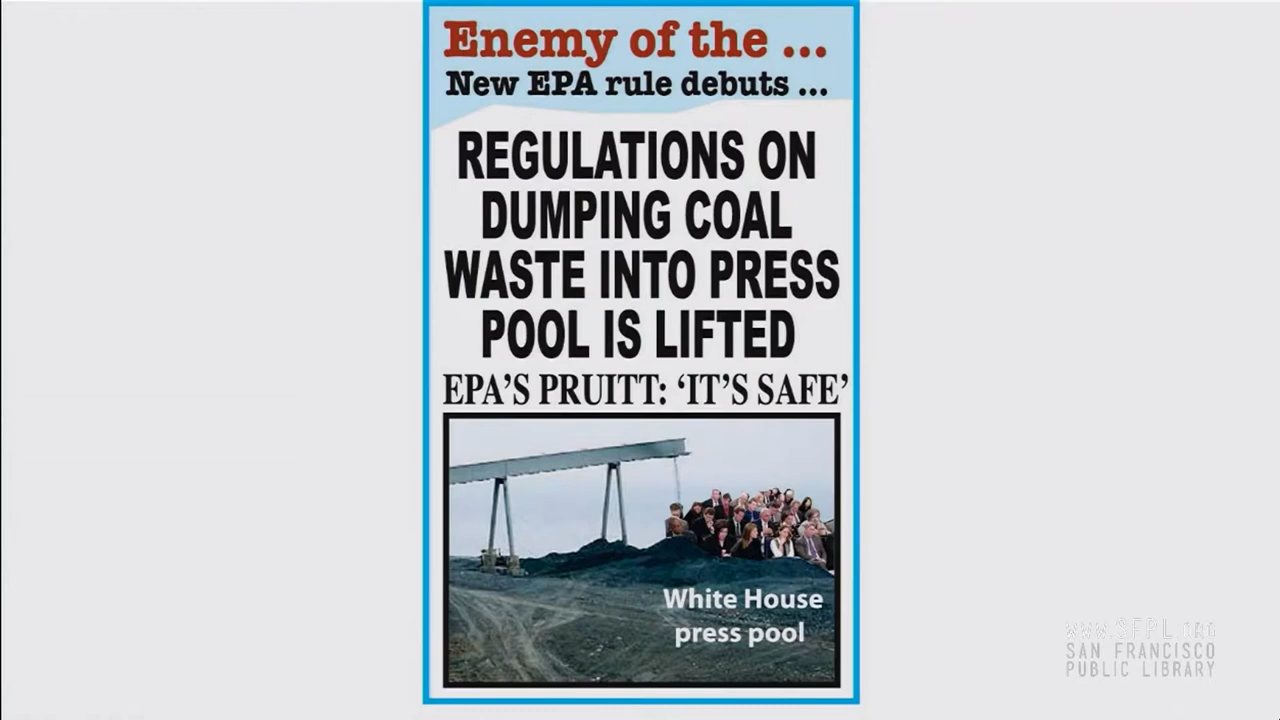 Enemy of the ...
New EPA rule debuts ...
REGULATIONS ON
DUMPING COAL
WASTE INTO PRESS
POOL IS LIFTED
EPA'S PRUITT: ‘IT'S SAFE’
White House
press pool
WWW.SFPL.ORG
SAN FRANCISCO
PUBLIC LIBRARY